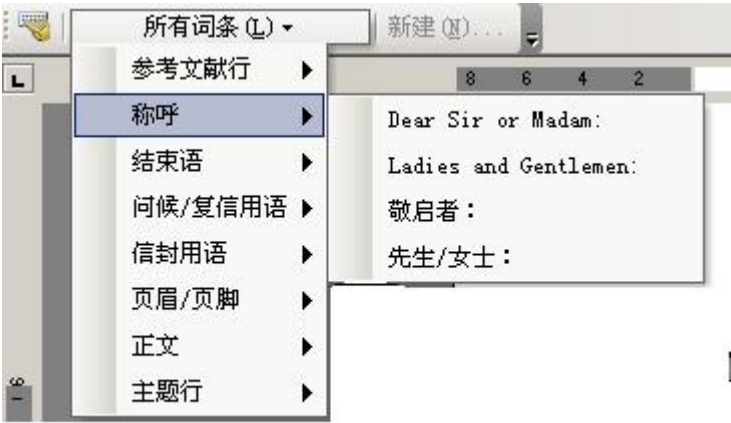 所有词条(L)
新建(N)...
参考文献行
8 6 4 2
称呼
Dear Sir or Madam:
结束语
Ladies and Gentlemen:
问候/复信用语
敬启者：
信封用语
先生/女士：
页眉/页脚
正文
主题行